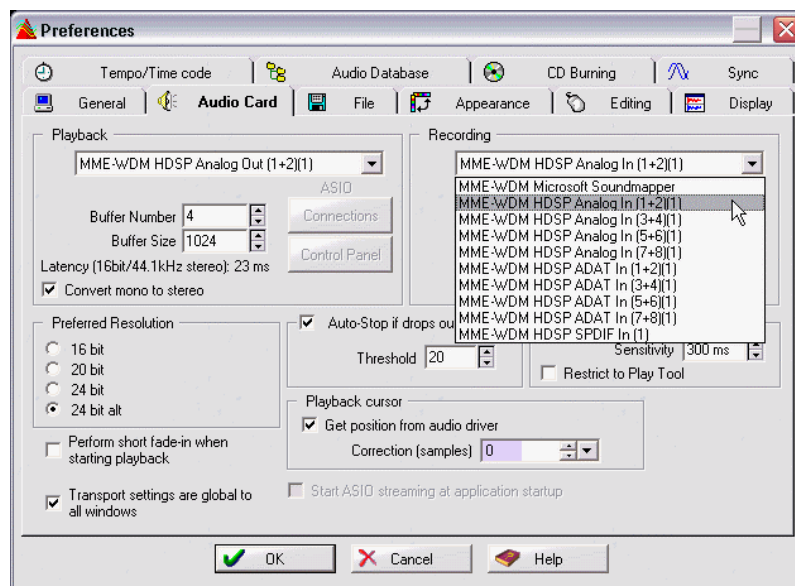 Preferences
Tempo/Time code
Audio Database
CD Burning
Sync
General
Audio Card
File
Appearance
Editing
Display
Playback
MME-WDM HDSP Analog Out (1+2)(1)
ASIO
Buffer Number 4
Connections
Buffer Size 1024
Control Panel
Latency (16bit/44.1kHz stereo): 23 ms
Convert mono to stereo
Recording
MME-WDM HDSP Analog In (1+2)(1)
MME-WDM Microsoft Soundmapper
MME-WDM HDSP Analog In (1+2)(1)
MME-WDM HDSP Analog In (3+4)(1)
MME-WDM HDSP Analog In (5+6)(1)
MME-WDM HDSP Analog In (7+8)(1)
MME-WDM HDSP ADAT In (1+2)(1)
MME-WDM HDSP ADAT In (3+4)(1)
MME-WDM HDSP ADAT In (5+6)(1)
MME-WDM HDSP ADAT In (7+8)(1)
MME-WDM HDSP SPDIF In (1)
Preferred Resolution
16 bit
20 bit
24 bit
24 bit alt
Auto-Stop if drops
Threshold 20
Sensitivity 300 ms
Restrict to Play Tool
Playback cursor
Get position from audio driver
Correction (samples) 0
Perform short fade-in when
starting playback
Transport settings are global to
all windows
Start ASIO streaming at application startup
OK
Cancel
Help